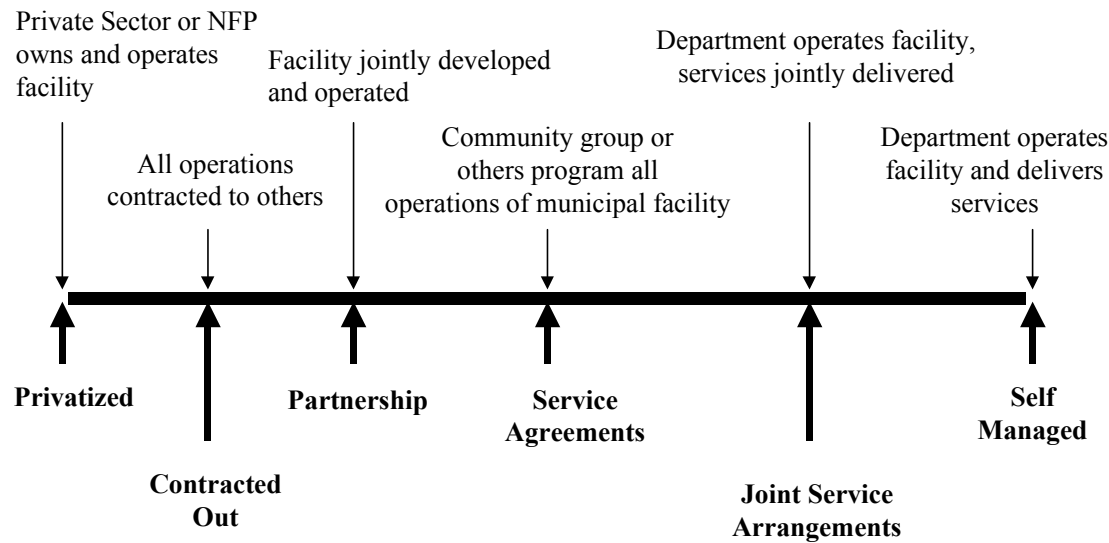 Private Sector or NFP
owns and operates
facility
Facility jointly developed
and operated
Department operates facility,
services jointly delivered
All operations
contracted to others
Community group or
others program all
operations of municipal facility
Department operates
facility and delivers
services
Privatized
Partnership
Service
Agreements
Self
Managed
Contracted
Out
Joint Service
Arrangements